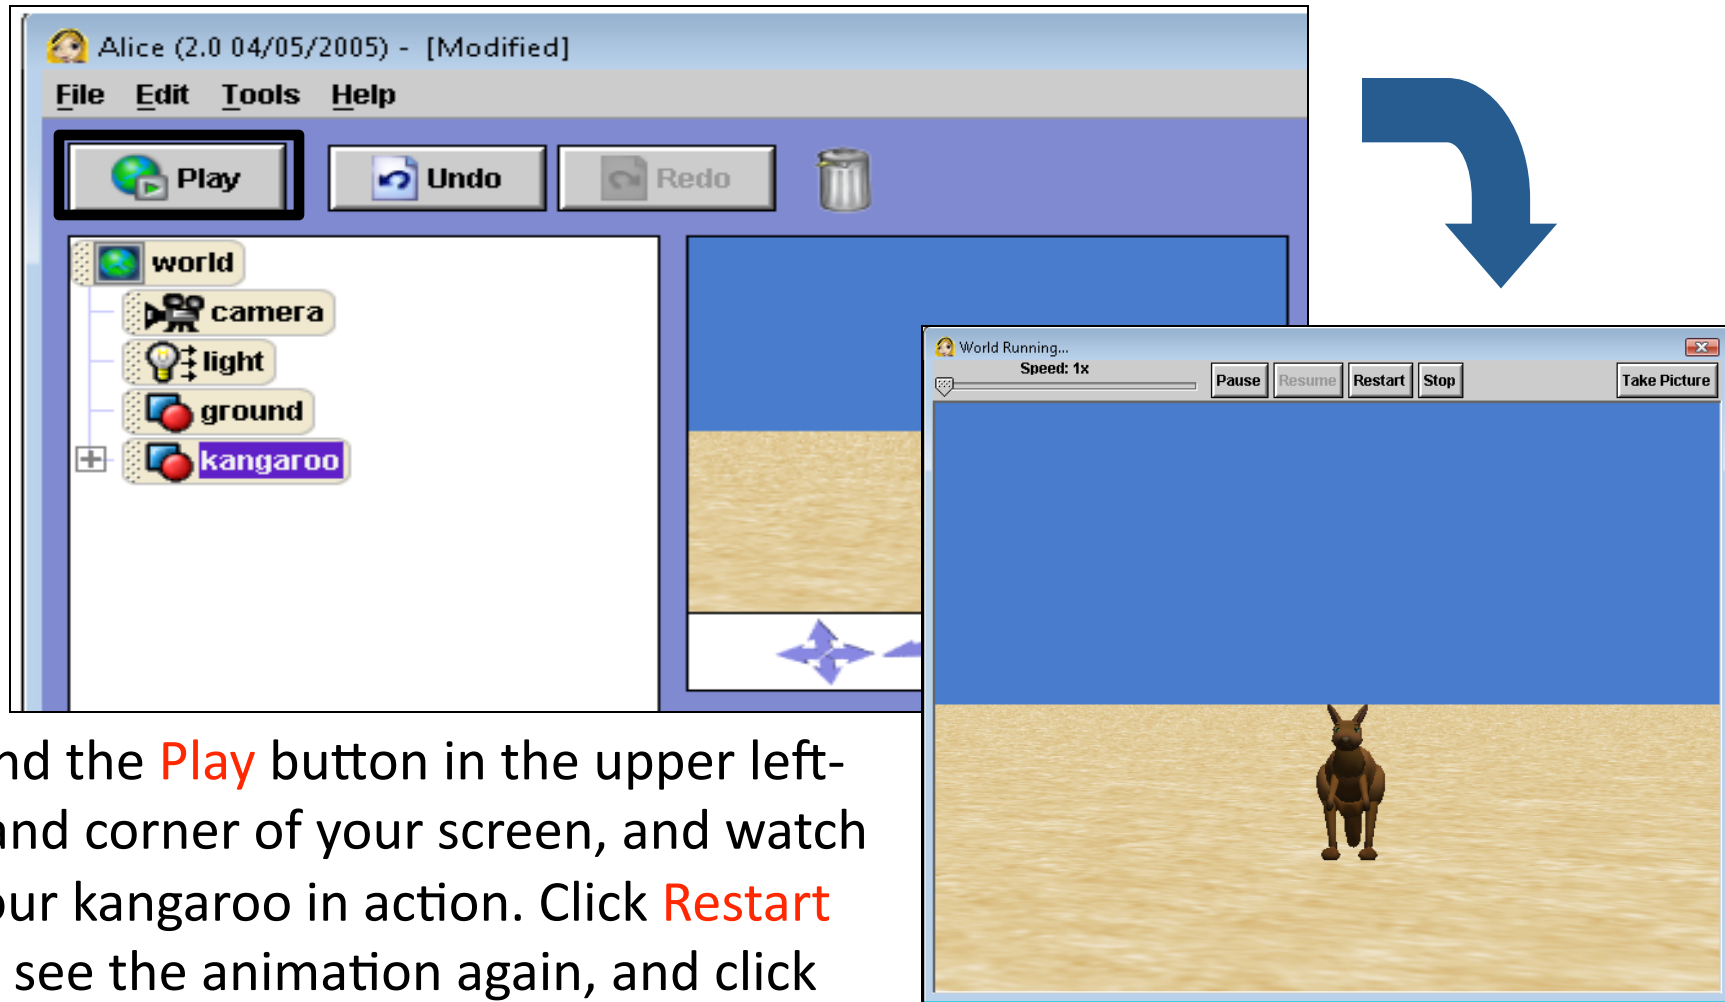 Alice (2.0 04/05/2005) - [Modified]
File Edit Tools Help
Play Undo Redo
world
camera
light
ground
kangaroo
World Running...
Speed: 1x
Pause Resume Restart Stop Take Picture
nd the Play button in the upper left-
and corner of your screen, and watch
our kangaroo in action. Click Restart
see the animation again, and click